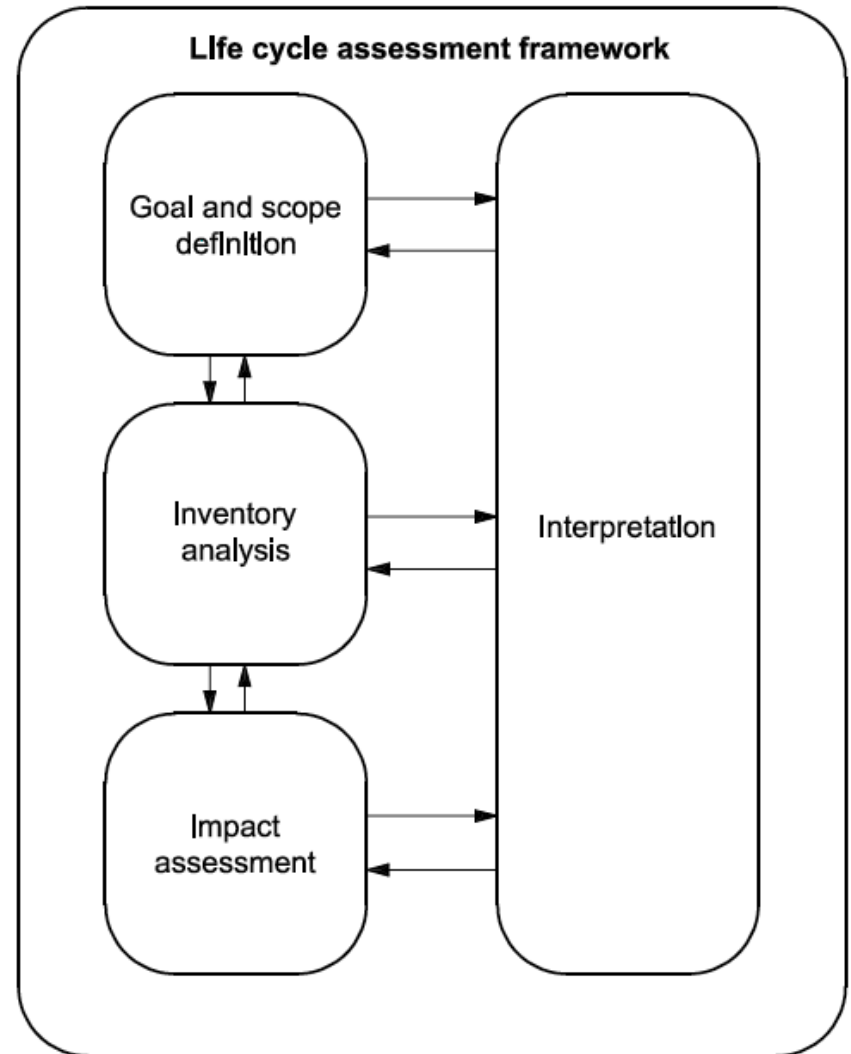 Life cycle assessment framework
Goal and scope
definition
Inventory
analysis
Interpretation
Impact
assessment